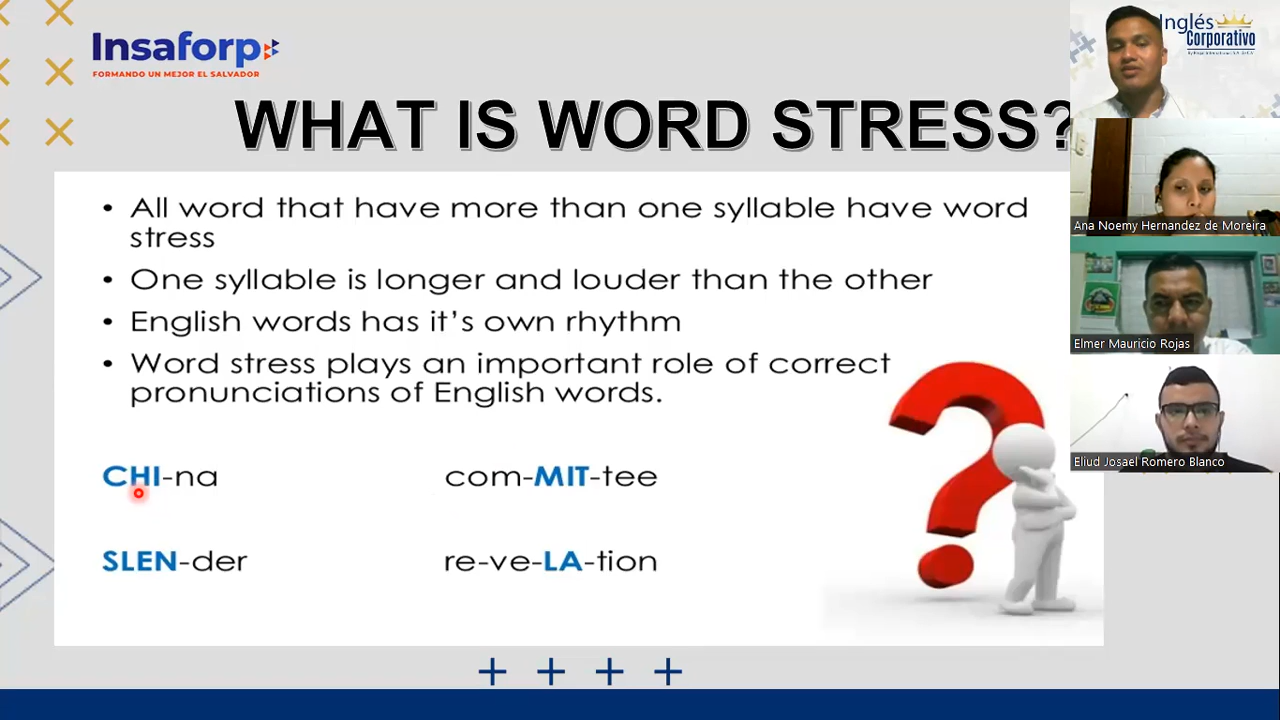 Insaforp
FORMANDO UN MEJOR EL SALVADOR
Inglés
Corporativo
WHAT IS WORD STRESS?
• All word that have more than one syllable have word
stress
• One syllable is longer and louder than the other
• English words has it's own rhythm
• Word stress plays an important role of correct
pronunciations of English words.
CHI-na
com-MIT-tee
SLEN-der
re-ve-LA-tion
Ana Noemy Hernandez de Moreira
Elmer Mauricio Rojas
Eliud Josael Romero Blanco